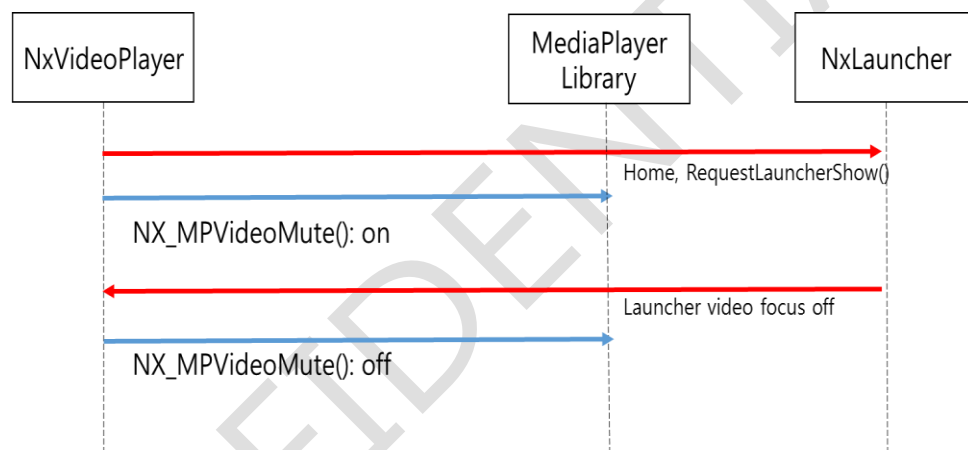 NxVideoPlayer
MediaPlayer
Library
NxLauncher
Home, RequestLauncherShow()
NX_MPVideoMute(): on
Launcher video focus off
NX_MPVideoMute(): off